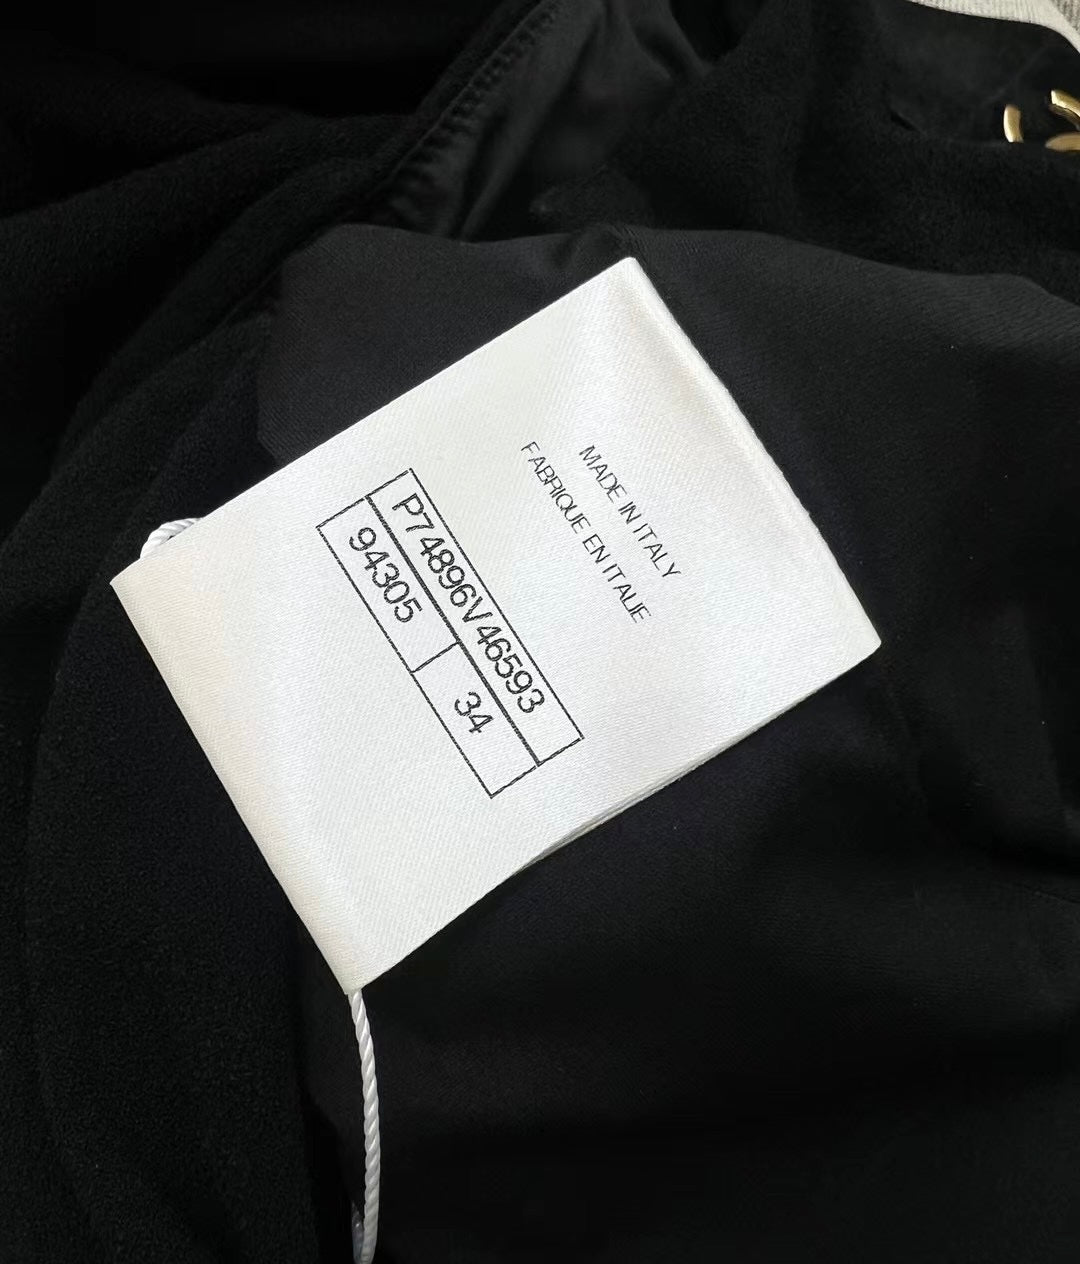 MADE IN ITALY
FABRIQUE EN ITALIE
P74896V46593
94305 34